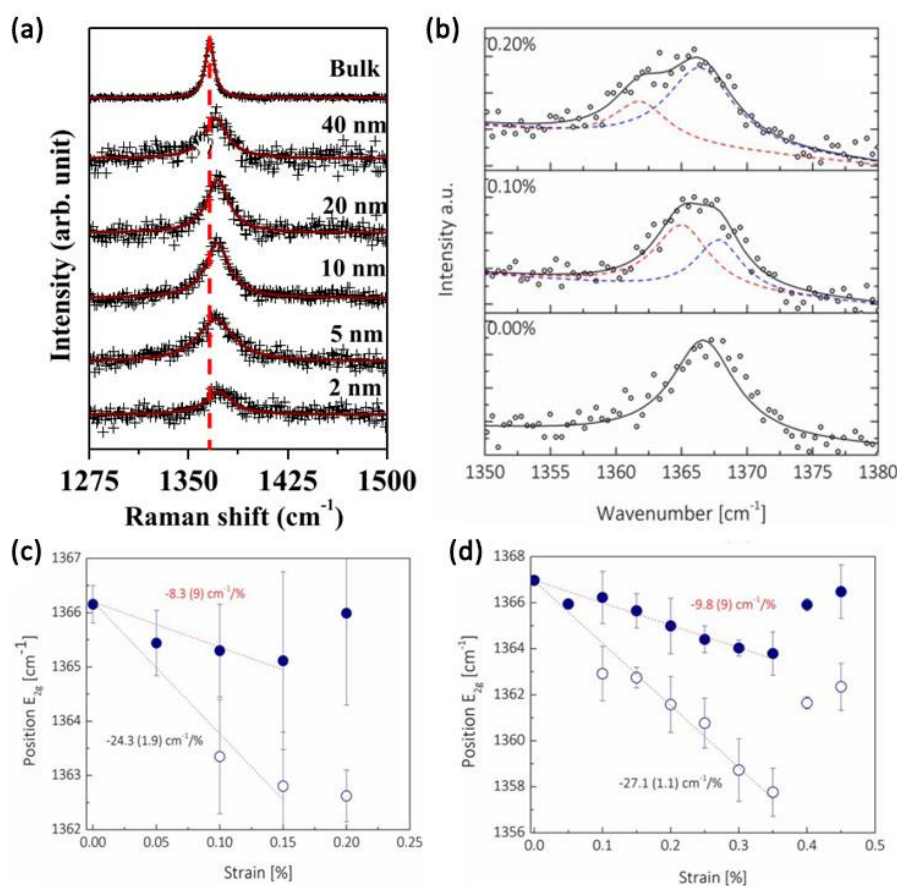 (a)
Bulk
40 nm
20 nm
10 nm
5 nm
2 nm
Intensity (arb. unit)
1275 1350 1425 1500
Raman shift (cm⁻¹)
(b)
0.20%
0.10%
0.00%
Intensity a.u.
1350 1355 1360 1365 1370 1375 1380
Wavenumber [cm⁻¹]
(c)
1367
1366
1365
1364
1363
1362
Position E₂g [cm⁻¹]
-8.3 (9) cm⁻¹/%
-24.3 (1.9) cm⁻¹/%
0.00 0.05 0.10 0.15 0.20 0.25
Strain [%]
(d)
1368
1366
1364
1362
1360
1358
1356
Position E₂g [cm⁻¹]
-9.8 (9) cm⁻¹/%
-27.1 (1.1) cm⁻¹/%
0.0 0.1 0.2 0.3 0.4 0.5
Strain [%]